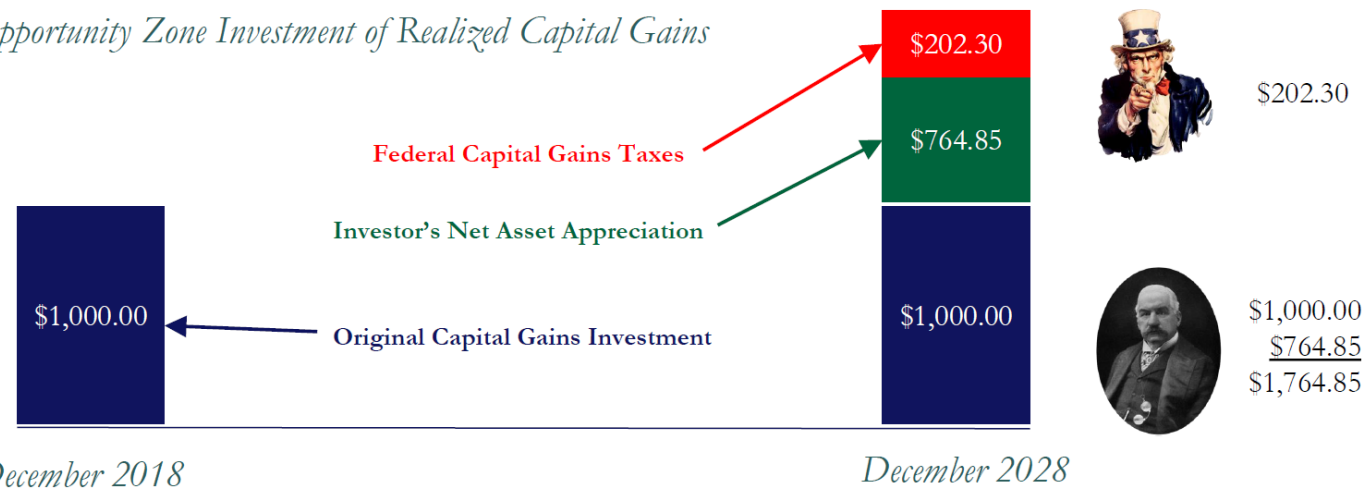 pportunity Zone Investment of Realized Capital Gains
$202.30
$202.30
Federal Capital Gains Taxes
$764.85
Investor's Net Asset Appreciation
$1,000.00
Original Capital Gains Investment
$1,000.00
$1,000.00
$764.85
$1,764.85
December 2018
December 2028